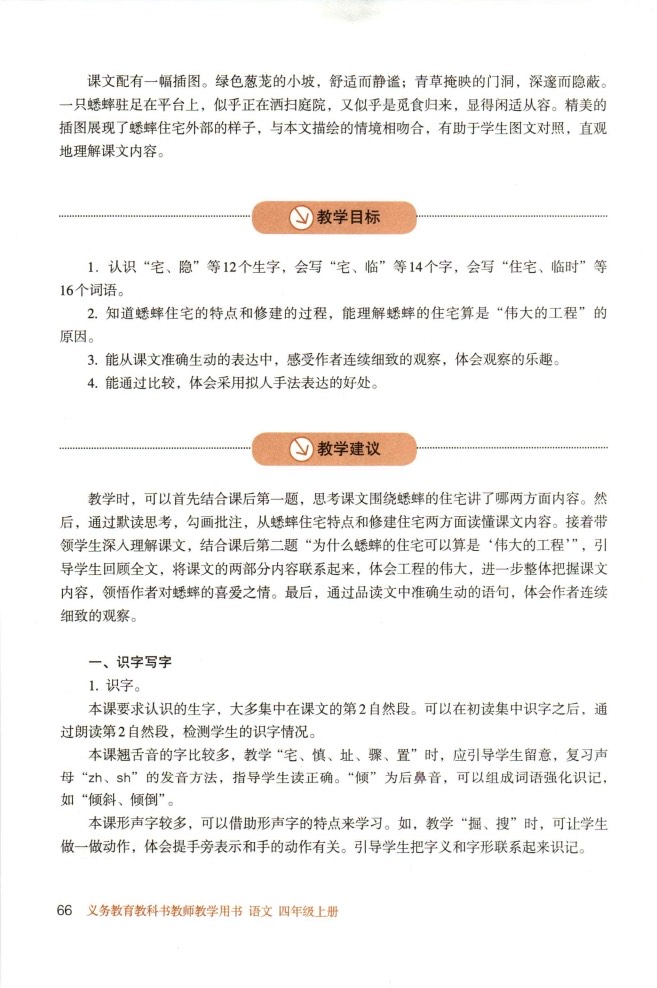 课文配有一幅插图。绿色葱茏的小坡，舒适而静谧；青草掩映的门洞，深邃而隐蔽。
一只蟋蟀驻足在平台上，似乎正在洒扫庭院，又似乎是觅食归来，显得闲适从容。精美的
插图展现了蟋蟀住宅外部的样子，与本文描绘的情境相吻合，有助于学生图文对照，直观
地理解课文内容。
教学目标
1. 认识“宅、隐”等12个生字，会写“宅、临”等14个字，会写“住宅、临时”等
16个词语。
2. 知道蟋蟀住宅的特点和修建的过程，能理解蟋蟀的住宅算是“伟大的工程”的
原因。
3. 能从课文准确生动的表达中，感受作者连续细致的观察，体会观察的乐趣。
4. 能通过比较，体会采用拟人手法表达的好处。
教学建议
教学时，可以首先结合课后第一题，思考课文围绕蟋蟀的住宅讲了哪两方面内容。然
后，通过默读思考，勾画批注，从蟋蟀住宅特点和修建住宅两方面读懂课文内容。接着带
领学生深入理解课文，结合课后第二题“为什么蟋蟀的住宅可以算是‘伟大的工程’”，引
导学生回顾全文，将课文的两部分内容联系起来，体会工程的伟大，进一步整体把握课文
内容，领悟作者对蟋蟀的喜爱之情。最后，通过品读文中准确生动的语句，体会作者连续
细致的观察。
一、识字写字
1. 识字。
本课要求认识的生字，大多集中在课文的第2自然段。可以在初读集中识字之后，通
过朗读第2自然段，检测学生的识字情况。
本课翘舌音的字比较多，教学“宅、慎、址、骤、置”时，应引导学生留意，复习声
母“zh、sh”的发音方法，指导学生读正确。“倾”为后鼻音，可以组成词语强化识记，
如“倾斜、倾倒”。
本课形声字较多，可以借助形声字的特点来学习。如，教学“掘、搜”时，可让学生
做一做动作，体会提手旁表示和手的动作有关。引导学生把字义和字形联系起来识记。
66 义务教育教科书教师教学用书 语文 四年级上册